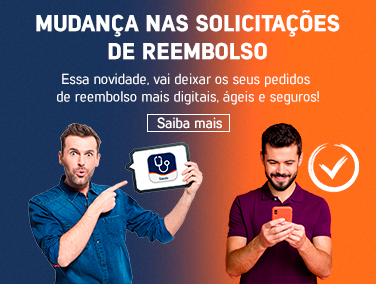 MUDANÇA NAS SOLICITAÇÕES
DE REEMBOLSO
Essa novidade, vai deixar os seus pedidos
de reembolso mais digitais, ágeis e seguros!
Saiba mais